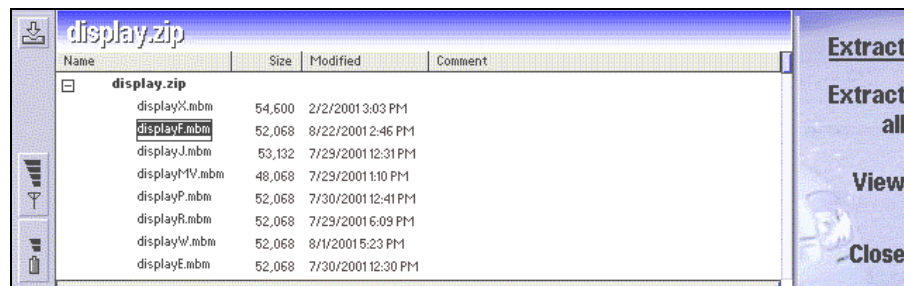 display.zip
Name Size Modified Comment
display.zip
displayX.mbm 54,600 2/2/2001 3:03 PM
displayF.mbm 52,068 8/22/2001 2:46 PM
displayJ.mbm 53,132 7/29/2001 12:31 PM
displayMV.mbm 48,068 7/29/2001 1:10 PM
displayP.mbm 52,068 7/30/2001 12:41 PM
displayR.mbm 52,068 7/29/2001 6:09 PM
displayW.mbm 52,068 8/1/2001 5:23 PM
displayE.mbm 52,068 7/30/2001 12:30 PM
Extract
Extract
all
View
Close